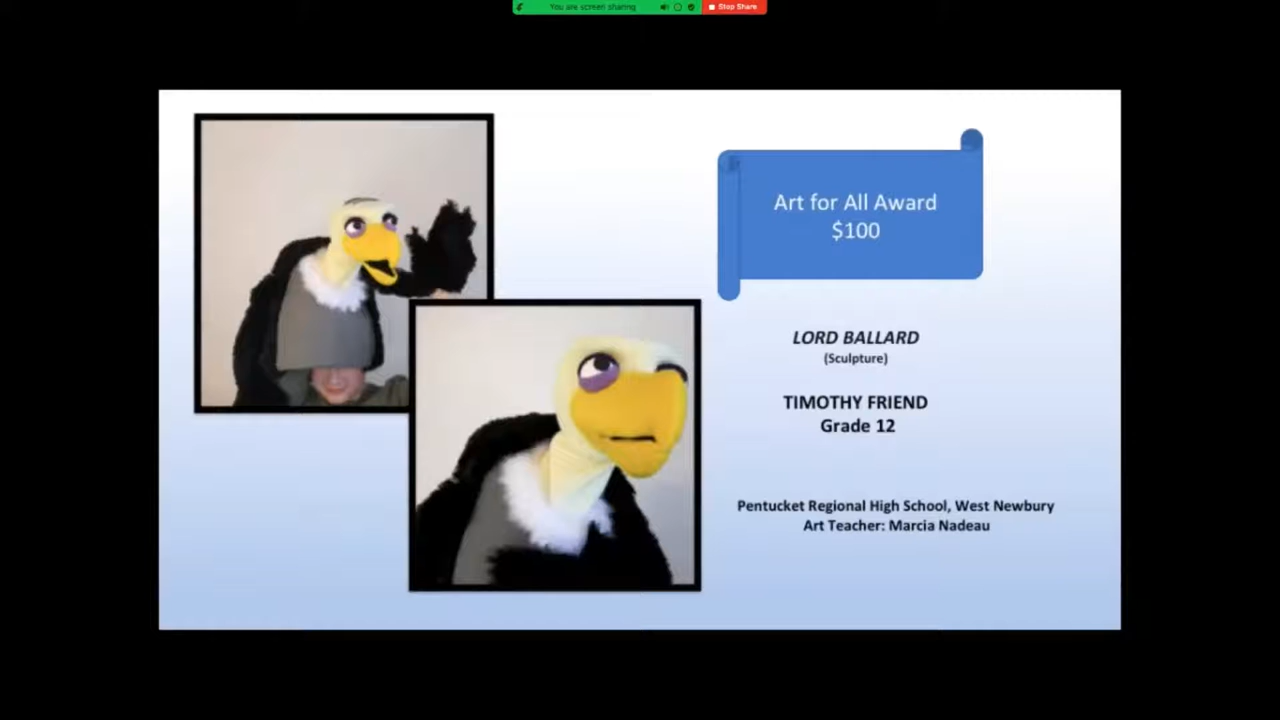 You are screen sharing
Stop Share
Art for All Award
$100
LORD BALLARD
(Sculpture)
TIMOTHY FRIEND
Grade 12
Pentucket Regional High School, West Newbury
Art Teacher: Marcia Nadeau